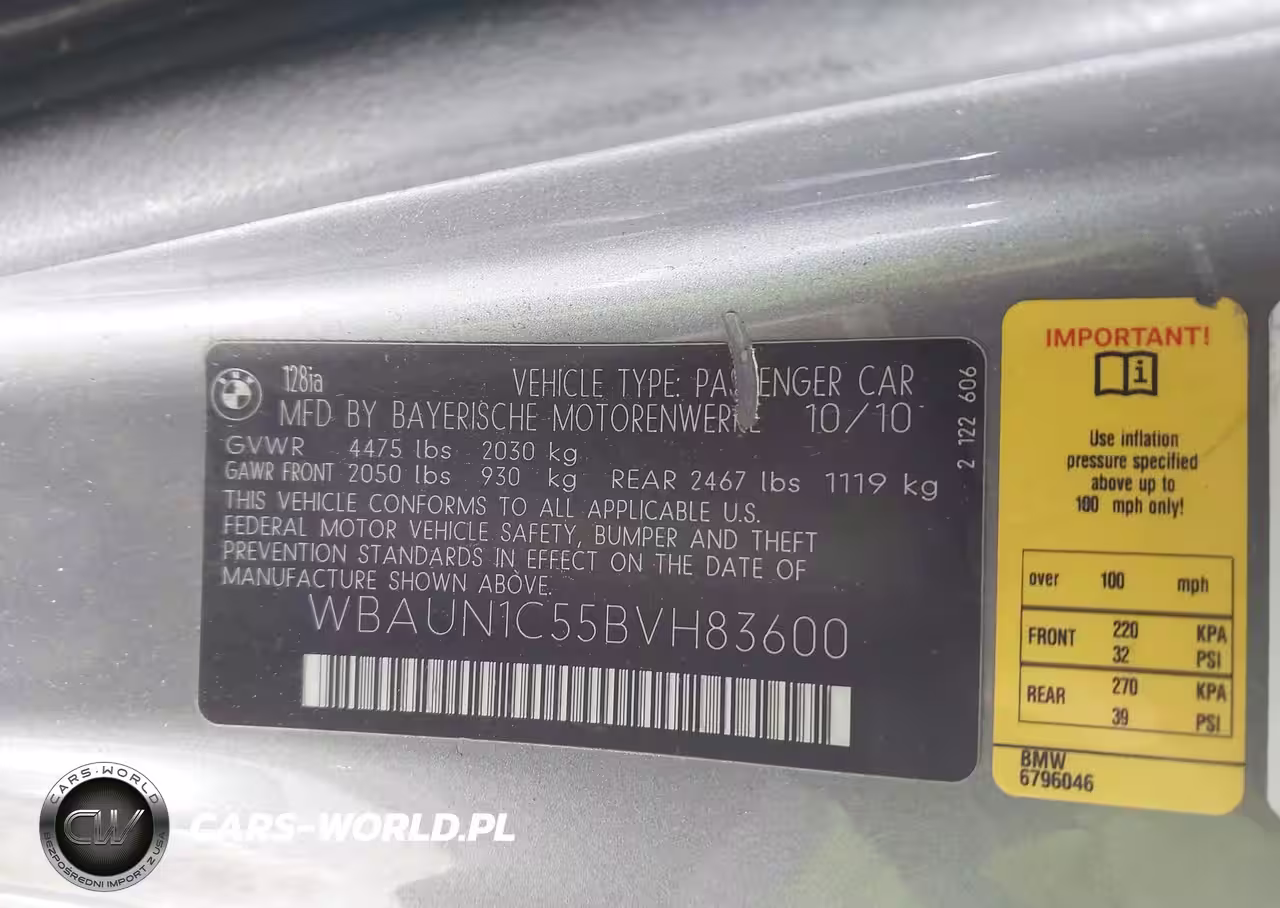 128ia
VEHICLE TYPE: PASSENGER CAR
MFD BY BAYERISCHE MOTORENWERKE 10/10
GVWR 4475 lbs 2030 kg
GAWR FRONT 2050 lbs 930 kg REAR 2467 lbs 1119 kg
THIS VEHICLE CONFORMS TO ALL APPLICABLE U.S.
FEDERAL MOTOR VEHICLE SAFETY, BUMPER AND THEFT
PREVENTION STANDARDS IN EFFECT ON THE DATE OF
MANUFACTURE SHOWN ABOVE.
WBAUN1C55BVH83600
2 122 606
IMPORTANT!
i
Use inflation
pressure specified
above up to
100 mph only!
over 100 mph
FRONT 220 KPA
32 PSI
REAR 270 KPA
39 PSI
BMW
6796046
CARS-WORLD
CW
BEZPOŚREDNI IMPORT Z USA
CARS-WORLD.PL